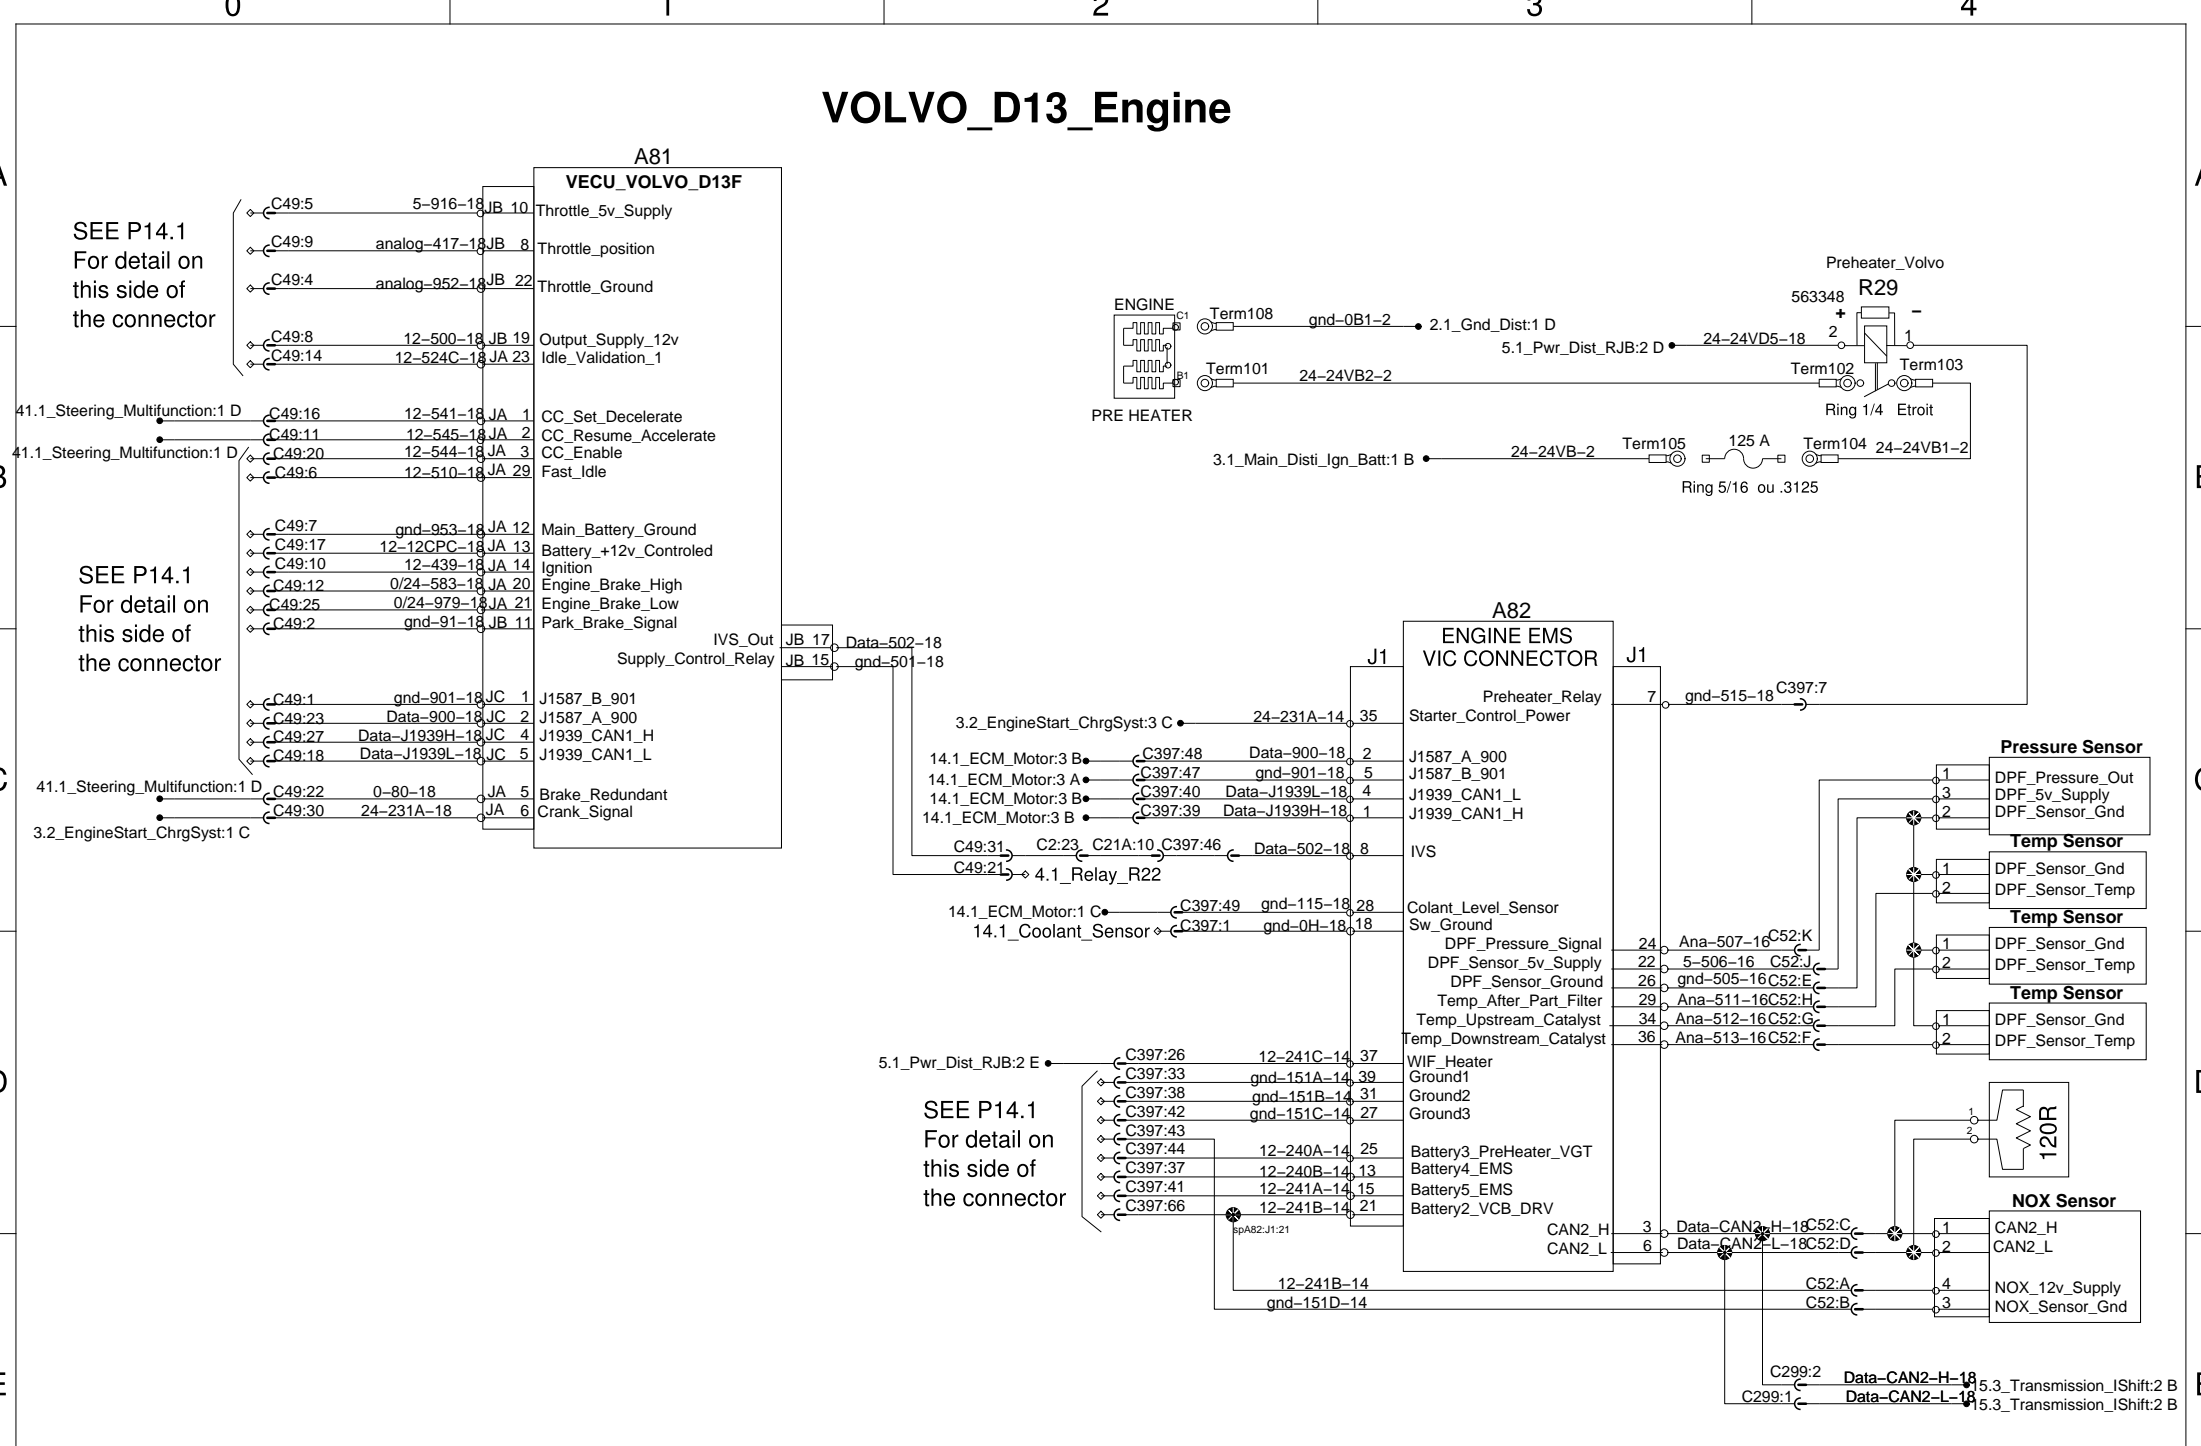 0 1 2 3 4
VOLVO_D13_Engine
A81
VECU_VOLVO_D13F
SEE P14.1
For detail on
this side of
the connector
C49:5 5–916–18 JB 10 Throttle_5v_Supply
C49:9 analog–417–18 JB 8 Throttle_position
C49:4 analog–952–18 JB 22 Throttle_Ground
C49:8 12–500–18 JB 19 Output_Supply_12v
C49:14 12–524C–18 JA 23 Idle_Validation_1
41.1_Steering_Multifunction:1 D
C49:16 12–541–18 JA 1 CC_Set_Decelerate
C49:11 12–545–18 JA 2 CC_Resume_Accelerate
41.1_Steering_Multifunction:1 D
C49:20 12–544–18 JA 3 CC_Enable
C49:6 12–510–18 JA 29 Fast_Idle
C49:7 gnd–953–18 JA 12 Main_Battery_Ground
C49:17 12–12CPC–18 JA 13 Battery_+12v_Controled
C49:10 12–439–18 JA 14 Ignition
C49:12 0/24–583–18 JA 20 Engine_Brake_High
C49:25 0/24–979–18 JA 21 Engine_Brake_Low
C49:2 gnd–91–18 JB 11 Park_Brake_Signal
SEE P14.1
For detail on
this side of
the connector
IVS_Out JB 17 Data–502–18
Supply_Control_Relay JB 15 gnd–501–18
C49:1 gnd–901–18 JC 1 J1587_B_901
C49:23 Data–900–18 JC 2 J1587_A_900
C49:27 Data–J1939H–18 JC 4 J1939_CAN1_H
C49:18 Data–J1939L–18 JC 5 J1939_CAN1_L
41.1_Steering_Multifunction:1 D
C49:22 0–80–18 JA 5 Brake_Redundant
C49:30 24–231A–18 JA 6 Crank_Signal
3.2_EngineStart_ChrgSyst:1 C
Preheater_Volvo
R29
563348
+ –
ENGINE
C1 Term108 gnd–0B1–2 2.1_Gnd_Dist:1 D
5.1_Pwr_Dist_RJB:2 D 24–24VD5–18 2 1
B1 Term101 24–24VB2–2 Term102 Term103
PRE HEATER
Ring 1/4 Etroit
3.1_Main_Disti_Ign_Batt:1 B 24–24VB–2 Term105 125 A Term104 24–24VB1–2
Ring 5/16 ou .3125
A82
ENGINE EMS
VIC CONNECTOR
J1 J1
Preheater_Relay 7 gnd–515–18 C397:7
3.2_EngineStart_ChrgSyst:3 C 24–231A–14 35 Starter_Control_Power
14.1_ECM_Motor:3 B C397:48 Data–900–18 2 J1587_A_900
14.1_ECM_Motor:3 A C397:47 gnd–901–18 5 J1587_B_901
14.1_ECM_Motor:3 B C397:40 Data–J1939L–18 4 J1939_CAN1_L
14.1_ECM_Motor:3 B C397:39 Data–J1939H–18 1 J1939_CAN1_H
C49:31 C2:23 C21A:10 C397:46 Data–502–18 8 IVS
C49:21 4.1_Relay_R22
14.1_ECM_Motor:1 C C397:49 gnd–115–18 28 Colant_Level_Sensor
14.1_Coolant_Sensor C397:1 gnd–0H–18 18 Sw_Ground
DPF_Pressure_Signal 24 Ana–507–16 C52:K
DPF_Sensor_5v_Supply 22 5–506–16 C52:J
DPF_Sensor_Ground 26 gnd–505–16 C52:E
Temp_After_Part_Filter 29 Ana–511–16 C52:H
Temp_Upstream_Catalyst 34 Ana–512–16 C52:G
Temp_Downstream_Catalyst 36 Ana–513–16 C52:F
5.1_Pwr_Dist_RJB:2 E C397:26 12–241C–14 37 WIF_Heater
C397:33 gnd–151A–14 39 Ground1
C397:38 gnd–151B–14 31 Ground2
C397:42 gnd–151C–14 27 Ground3
C397:43
C397:44 12–240A–14 25 Battery3_PreHeater_VGT
C397:37 12–240B–14 13 Battery4_EMS
C397:41 12–241A–14 15 Battery5_EMS
C397:66 12–241B–14 21 Battery2_VCB_DRV
SEE P14.1
For detail on
this side of
the connector
spA82:J1:21
CAN2_H 3 Data–CAN2–H–18 C52:C
CAN2_L 6 Data–CAN2–L–18 C52:D
12–241B–14 C52:A
gnd–151D–14 C52:B
Pressure Sensor
1 DPF_Pressure_Out
3 DPF_5v_Supply
2 DPF_Sensor_Gnd
Temp Sensor
1 DPF_Sensor_Gnd
2 DPF_Sensor_Temp
Temp Sensor
1 DPF_Sensor_Gnd
2 DPF_Sensor_Temp
Temp Sensor
1 DPF_Sensor_Gnd
2 DPF_Sensor_Temp
1
2
120R
NOX Sensor
1 CAN2_H
2 CAN2_L
4 NOX_12v_Supply
3 NOX_Sensor_Gnd
C299:2 Data–CAN2–H–18 15.3_Transmission_IShift:2 B
C299:1 Data–CAN2–L–18 15.3_Transmission_IShift:2 B